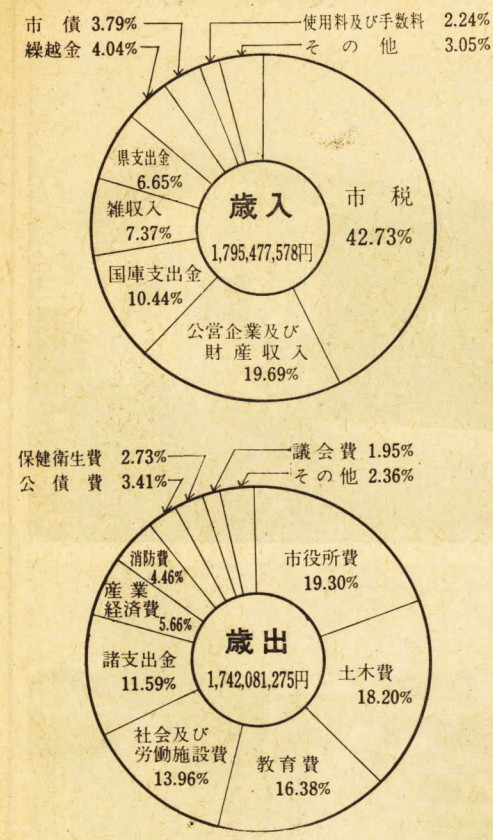 市債 3.79%
繰越金 4.04%
使用料及び手数料 2.24%
その他 3.05%
県支出金
6.65%
雑収入
7.37%
国庫支出金
10.44%
公営企業及び
財産収入
19.69%
市税
42.73%
歳入
1,795,477,578円
保健衛生費 2.73%
公債費 3.41%
議会費 1.95%
その他 2.36%
消防費
4.46%
産業
経済費
5.66%
諸支出金
11.59%
社会及び
労働施設費
13.96%
教育費
16.38%
土木費
18.20%
市役所費
19.30%
歳出
1,742,081,275円